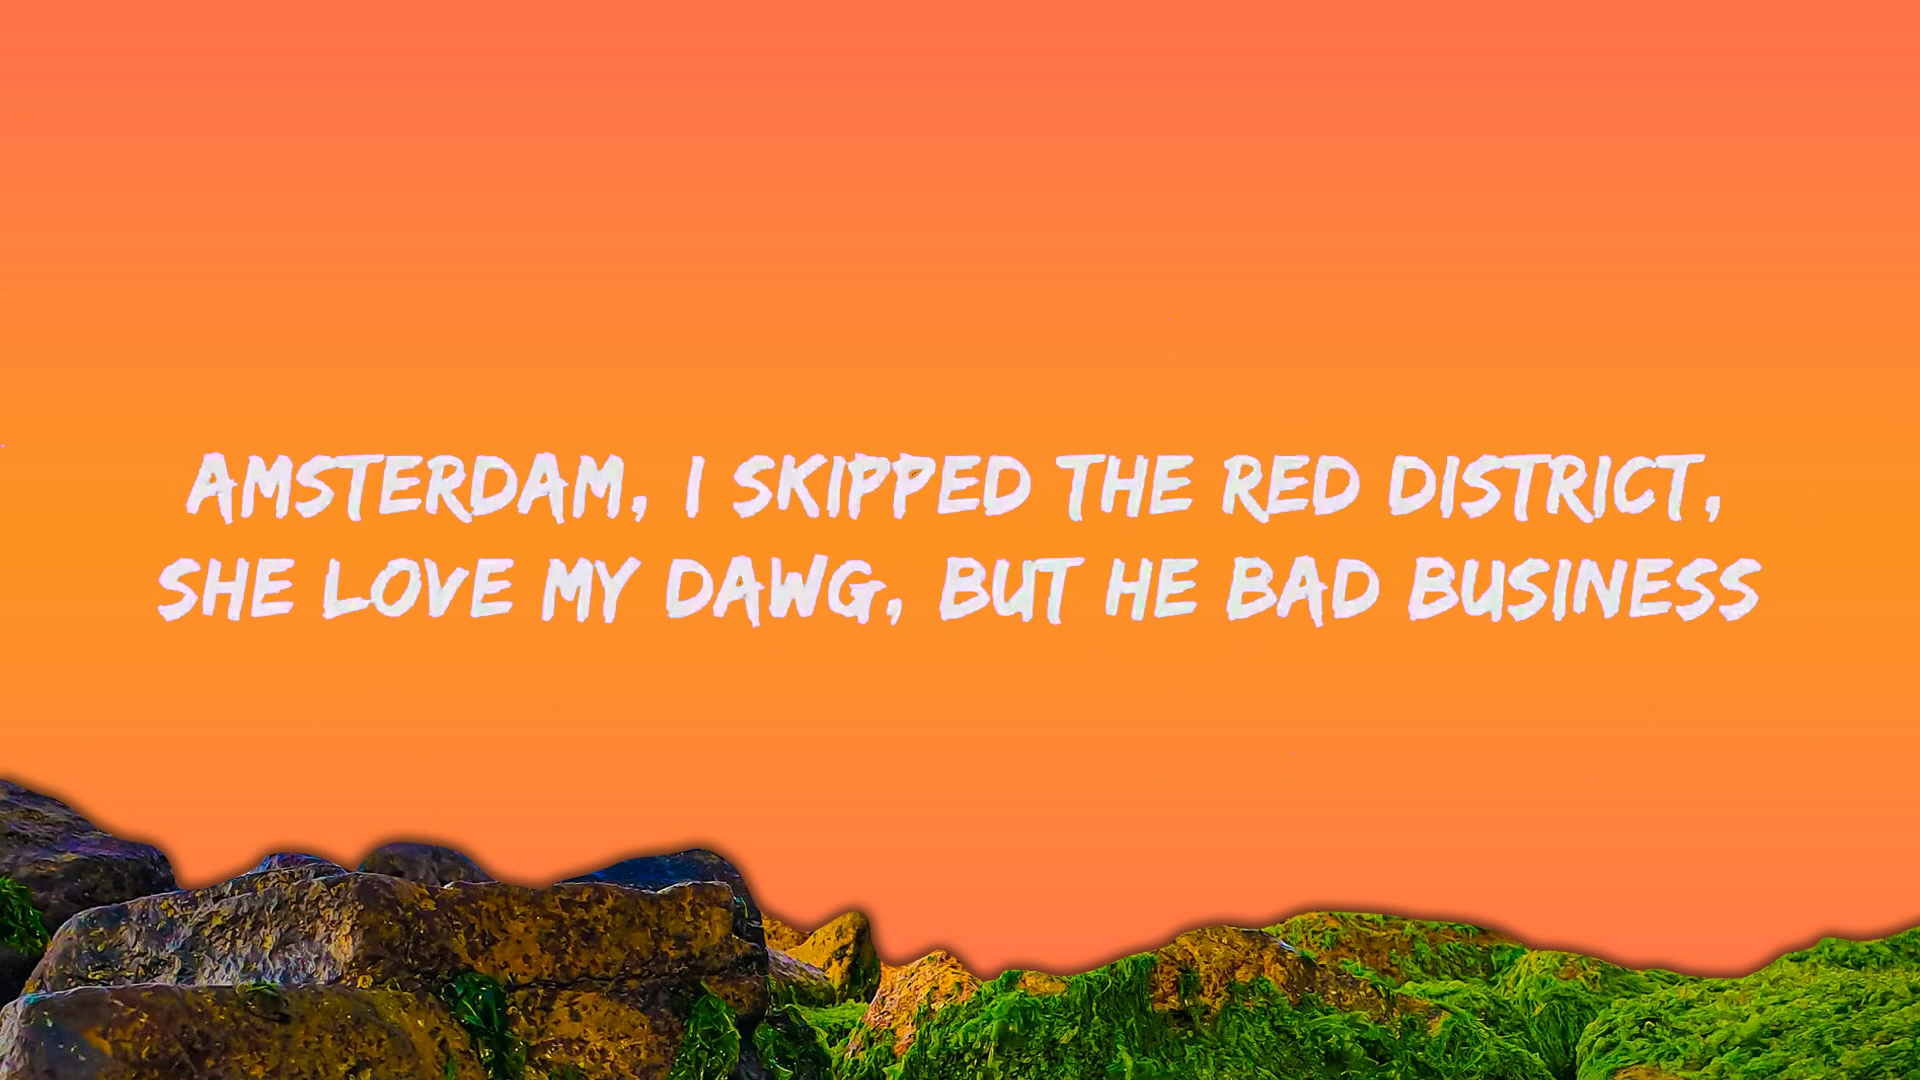 AMSTERDAM, I SKIPPED THE RED DISTRICT,
SHE LOVE MY DAWG, BUT HE BAD BUSINESS